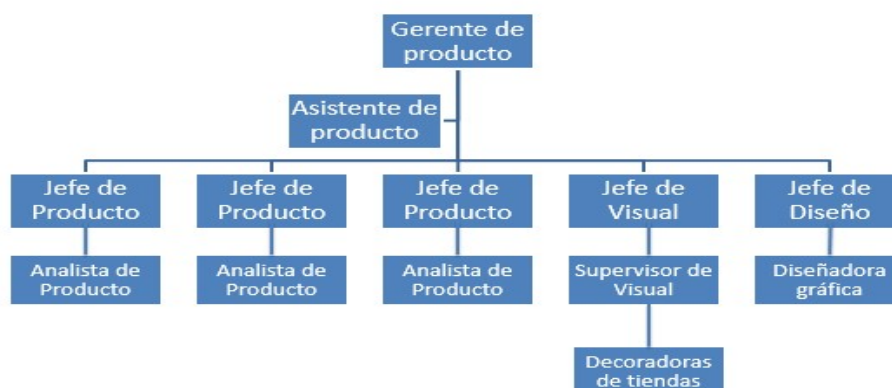 Gerente de
producto
Asistente de
producto
Jefe de
Producto
Jefe de
Producto
Jefe de
Producto
Jefe de
Visual
Jefe de
Diseño
Analista de
Producto
Analista de
Producto
Analista de
Producto
Supervisor de
Visual
Diseñadora
gráfica
Decoradoras
de tiendas